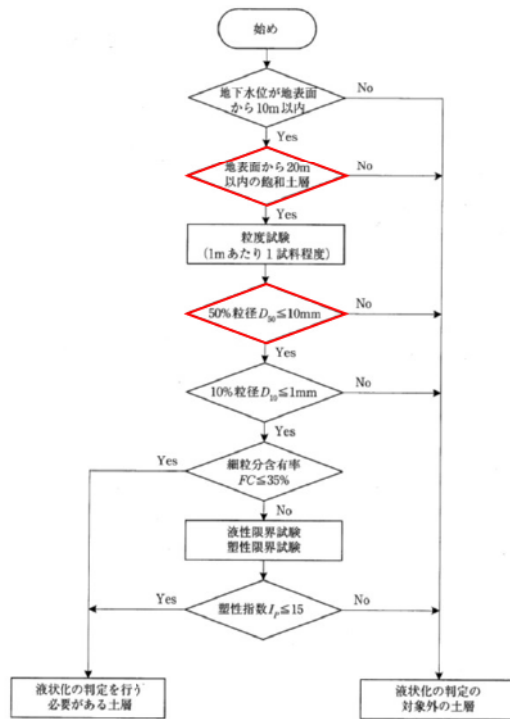 始め
地下水位が地表面
から10m以内
No
Yes
地表面から20m
以内の飽和土層
No
Yes
粒度試験
(1mあたり1試料程度)
50%粒径D50≦10mm
No
Yes
10%粒径D10≦1mm
No
Yes
細粒分含有率
FC≦35%
Yes
No
液性限界試験
塑性限界試験
塑性指数IP≦15
Yes
No
液状化の判定を行う
必要がある土層
液状化の判定の
対象外の土層